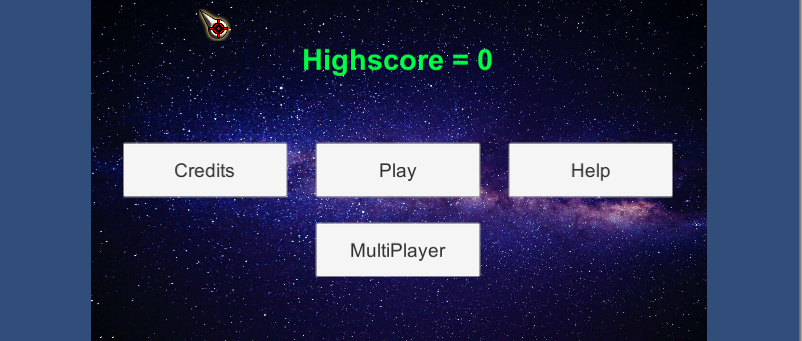 Highscore = 0
Credits
Play
Help
MultiPlayer